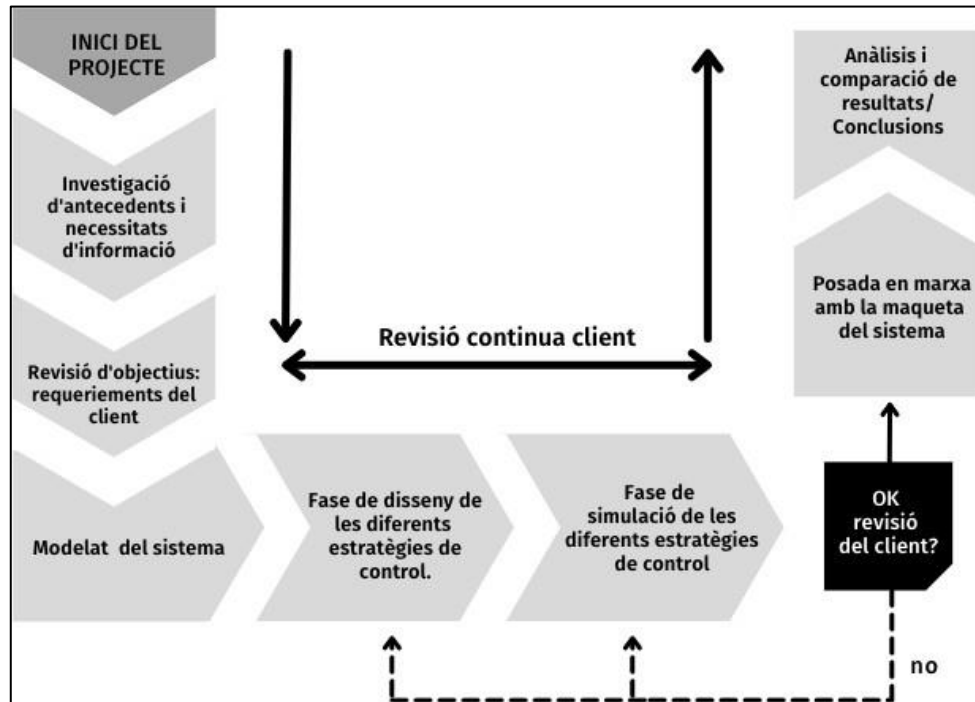 INICI DEL
PROJECTE
Investigació
d'antecedents i
necessitats
d'informació
Revisió d'objectius:
requeriements del
client
Modelat del sistema
Fase de disseny de
les diferents
estratègies de
control.
Fase de
simulació de les
diferents estratègies
de control
Revisió continua client
OK
revisió
del client?
no
Posada en marxa
amb la maqueta
del sistema
Anàlisis i
comparació de
resultats/
Conclusions